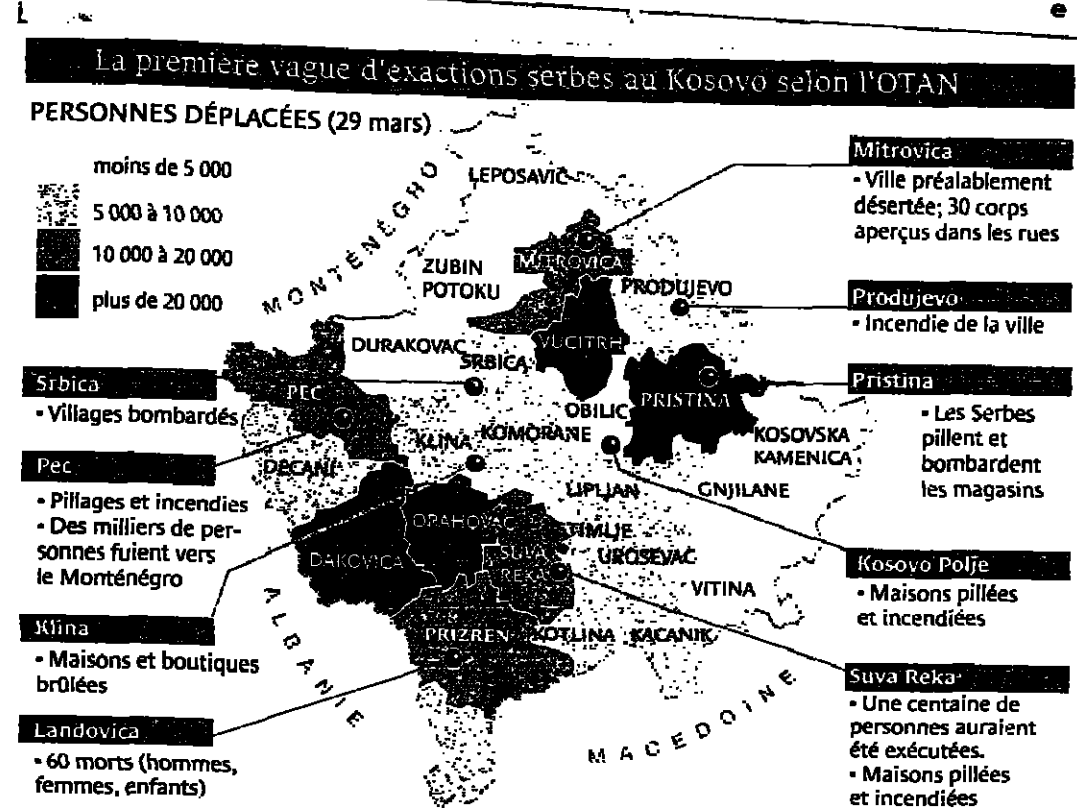 La première vague d'exactions serbes au Kosovo selon l'OTAN
PERSONNES DÉPLACÉES (29 mars)
moins de 5 000
5 000 à 10 000
10 000 à 20 000
plus de 20 000
MONTÉNÉGRO
LEPOSAVIC
MITROVICA
ZUBIN
POTOKU
PRODUJEVO
VUCITRH
DURAKOVAC
SRBICA
PEC
OBILIC
PRISTINA
KLINA
KOMORANE
KOSOVSKA
KAMENICA
DECANI
LIPLJAN
GNJILANE
ORAHOVAC
TIMLJE
DAKOVICA
SUVA
REKA
UROSEVAC
VITINA
PRIZREN
KOTLINA
KACANIK
ALBANIE
MACEDOINE
Srbica
• Villages bombardés
Pec
• Pillages et incendies
• Des milliers de per-
sonnes fuient vers
le Monténégro
Klina
• Maisons et boutiques
brûlées
Landovica
• 60 morts (hommes,
femmes, enfants)
Mitrovica
• Ville préalablement
désertée; 30 corps
aperçus dans les rues
Produjevo
• Incendie de la ville
Pristina
• Les Serbes
pillent et
bombardent
les magasins
Kosovo Polje
• Maisons pillées
et incendiées
Suva Reka
• Une centaine de
personnes auraient
été exécutées.
• Maisons pillées
et incendiées